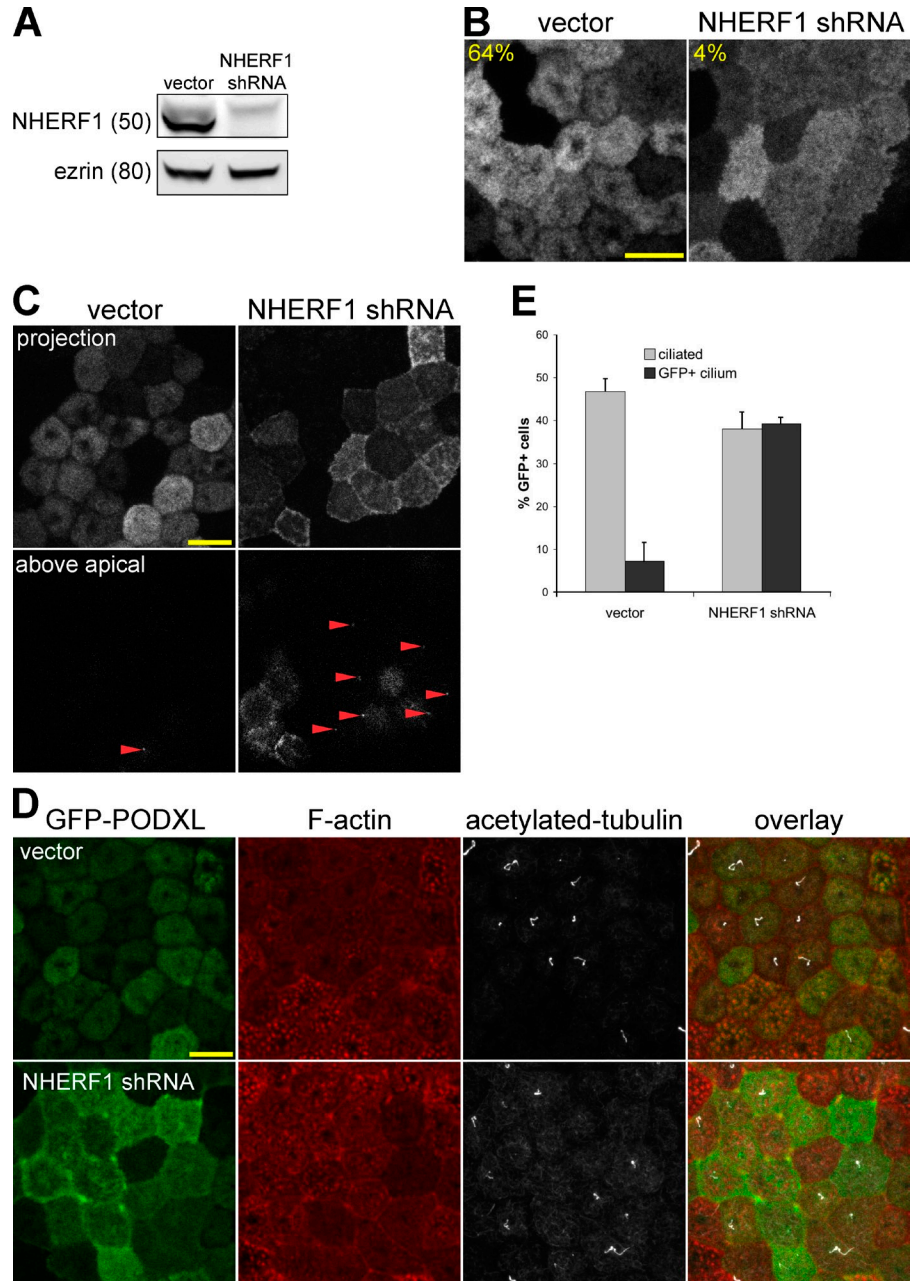 A
vector
NHERF1
shRNA
NHERF1 (50)
ezrin (80)
B
vector
NHERF1 shRNA
64%
4%
C
vector
NHERF1 shRNA
projection
above apical
E
60
50
40
30
20
10
0
% GFP+ cells
ciliated
GFP+ cilium
vector
NHERF1 shRNA
D
GFP-PODXL
F-actin
acetylated-tubulin
overlay
vector
NHERF1 shRNA